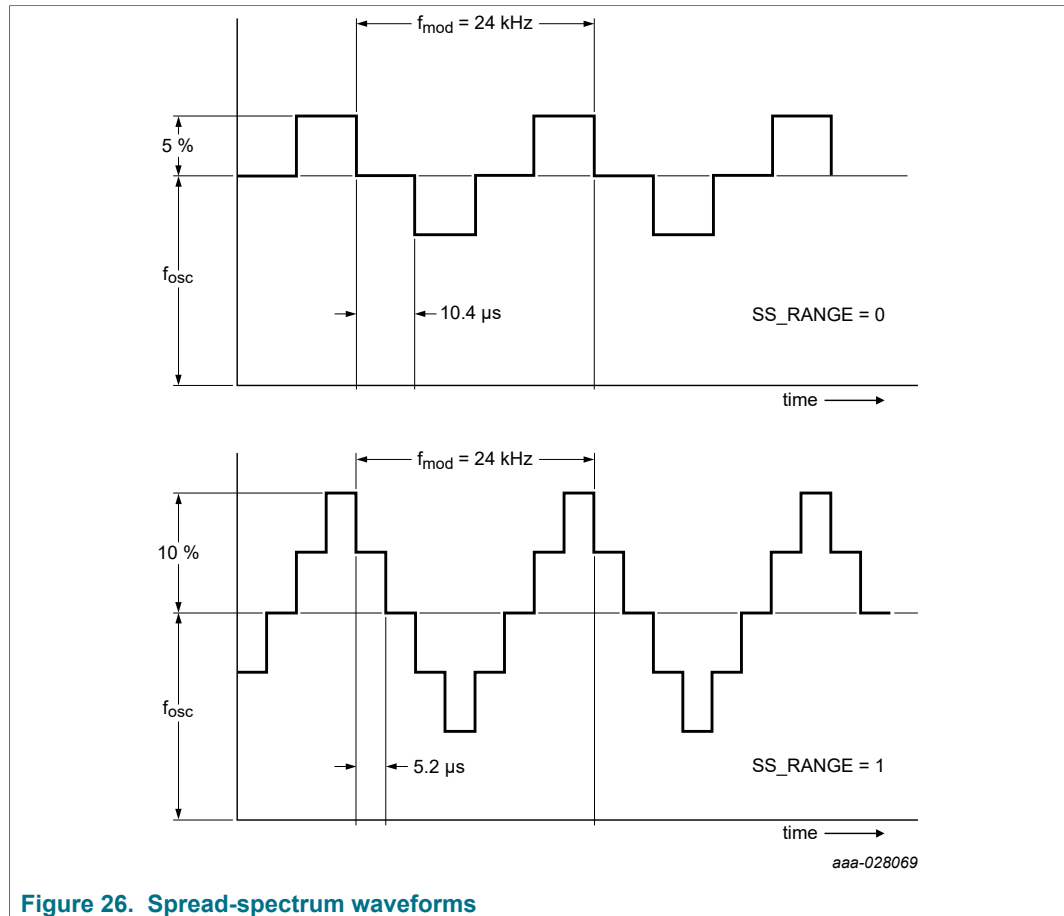 f_mod = 24 kHz
5 %
f_osc
10.4 µs
SS_RANGE = 0
time
f_mod = 24 kHz
10 %
f_osc
5.2 µs
SS_RANGE = 1
time
aaa-028069
Figure 26. Spread-spectrum waveforms